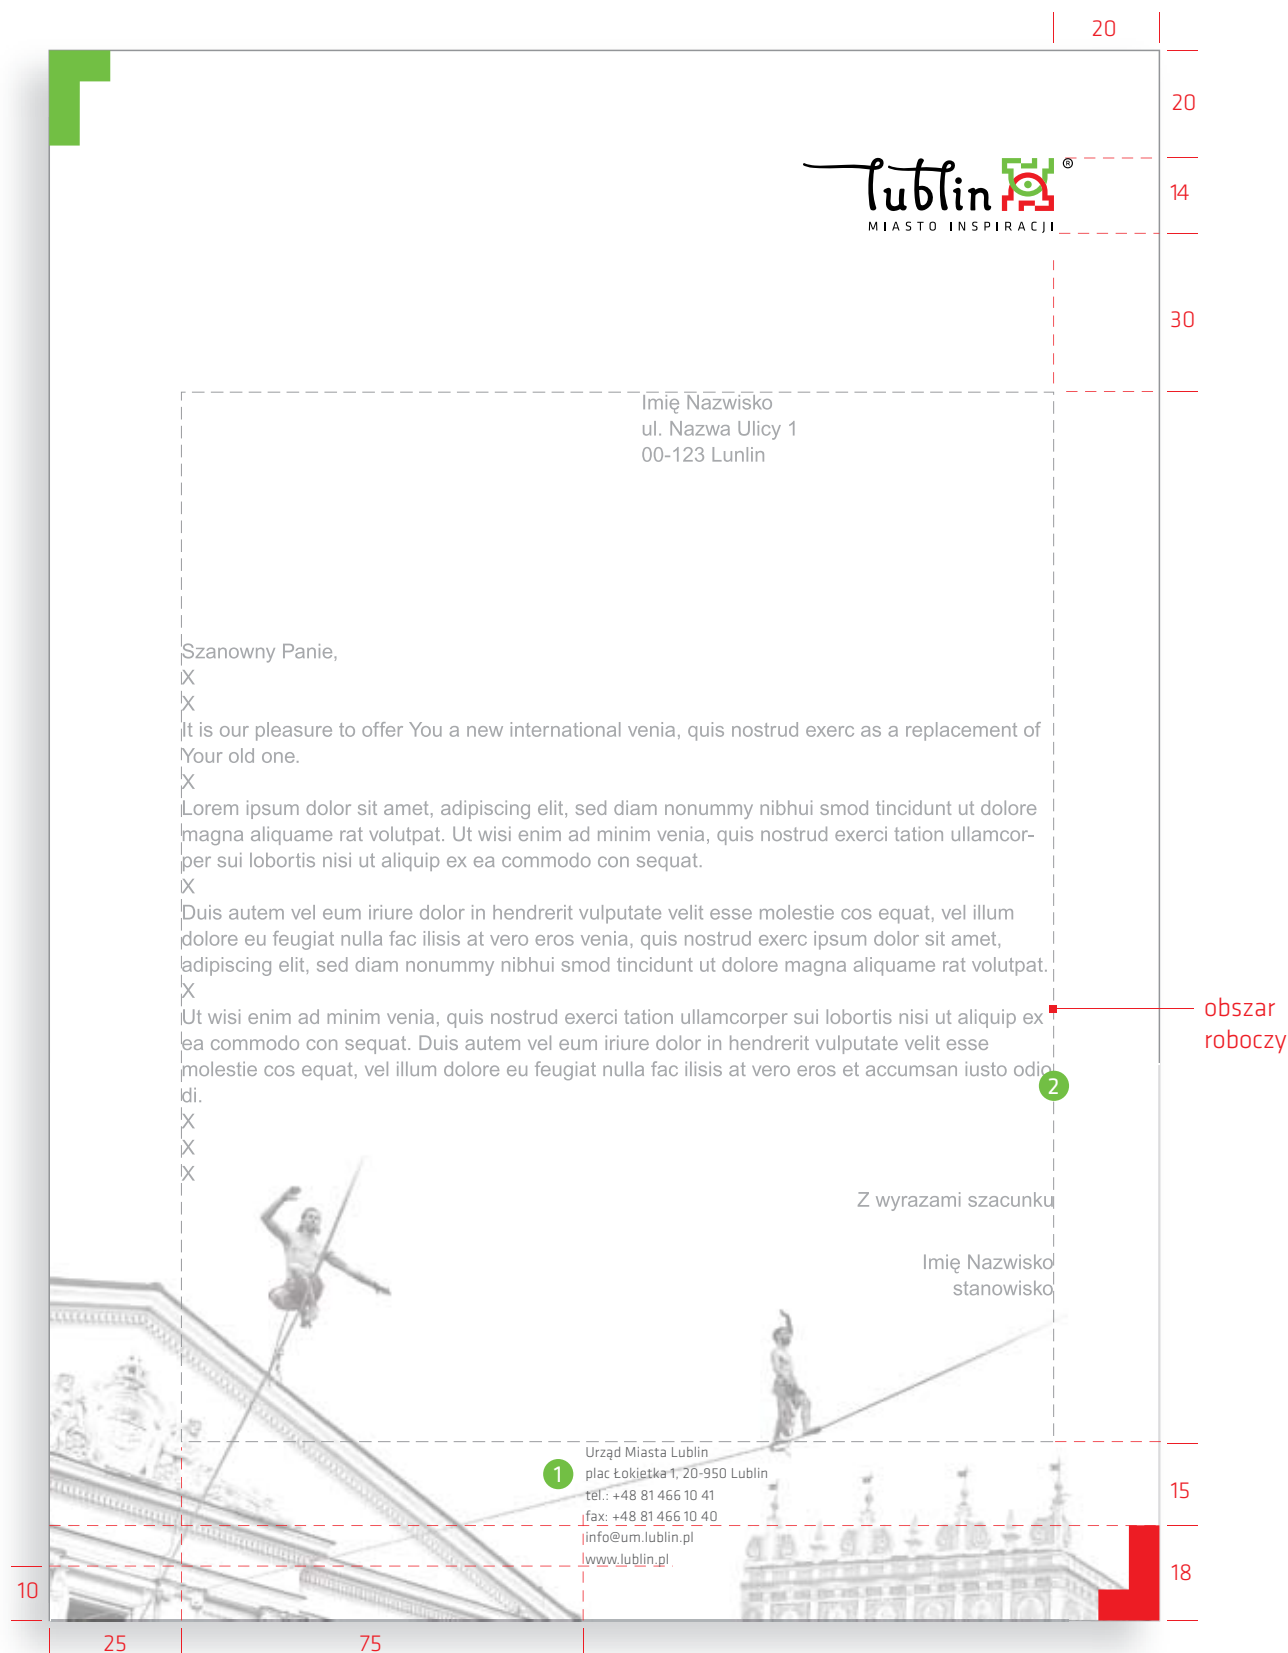 20
20
lublin ®
MIASTO INSPIRACJI
14
30
Imię Nazwisko
ul. Nazwa Ulicy 1
00-123 Lunlin
Szanowny Panie,
X
X
It is our pleasure to offer You a new international venia, quis nostrud exerc as a replacement of
Your old one.
X
Lorem ipsum dolor sit amet, adipiscing elit, sed diam nonummy nibhui smod tincidunt ut dolore
magna aliquame rat volutpat. Ut wisi enim ad minim venia, quis nostrud exerci tation ullamcor-
per sui lobortis nisi ut aliquip ex ea commodo con sequat.
X
Duis autem vel eum iriure dolor in hendrerit vulputate velit esse molestie cos equat, vel illum
dolore eu feugiat nulla fac ilisis at vero eros venia, quis nostrud exerc ipsum dolor sit amet,
adipiscing elit, sed diam nonummy nibhui smod tincidunt ut dolore magna aliquame rat volutpat.
X
Ut wisi enim ad minim venia, quis nostrud exerci tation ullamcorper sui lobortis nisi ut aliquip ex
ea commodo con sequat. Duis autem vel eum iriure dolor in hendrerit vulputate velit esse
molestie cos equat, vel illum dolore eu feugiat nulla fac ilisis at vero eros et accumsan iusto odio
di.
X
X
X
obszar
roboczy
2
Z wyrazami szacunku
Imię Nazwisko
stanowisko
1
Urząd Miasta Lublin
plac Łokietka 1, 20-950 Lublin
tel.: +48 81 466 10 41
fax: +48 81 466 10 40
info@um.lublin.pl
www.lublin.pl
15
18
10
25
75